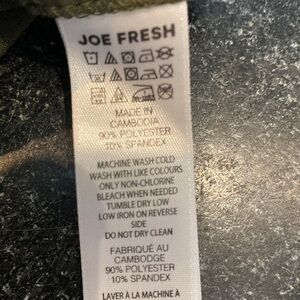 JOE FRESH
MADE IN
CAMBODIA
90% POLYESTER
10% SPANDEX
MACHINE WASH COLD
WASH WITH LIKE COLOURS
ONLY NON-CHLORINE
BLEACH WHEN NEEDED
TUMBLE DRY LOW
LOW IRON ON REVERSE
SIDE
DO NOT DRY CLEAN
FABRIQUÉ AU
CAMBODGE
90% POLYESTER
10% SPANDEX
LAVER À LA MACHINE À